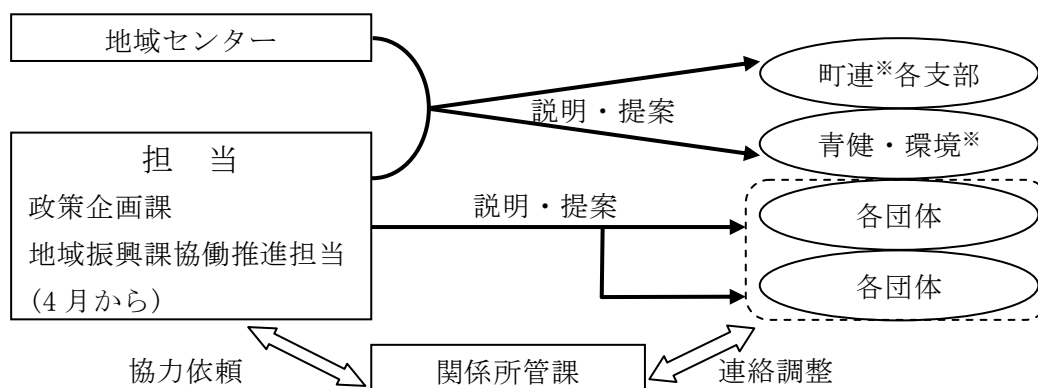 地域センター
町連※各支部
説明・提案
青健・環境※
担　当
政策企画課
地域振興課協働推進担当
(4月から)
説明・提案
各団体
各団体
協力依頼
関係所管課
連絡調整